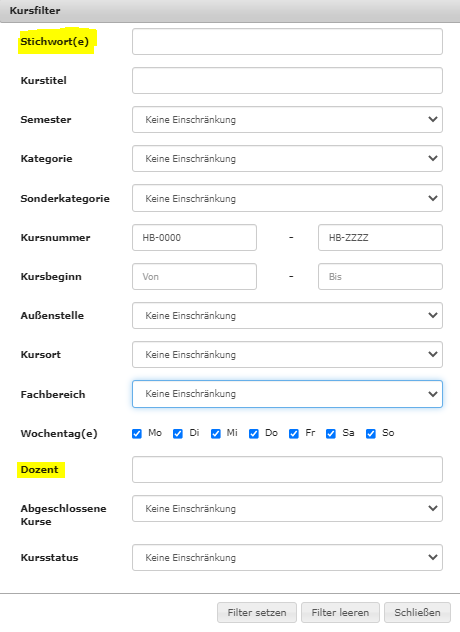 Kursfilter
Stichwort(e)
Kurstitel
Semester Keine Einschränkung
Kategorie Keine Einschränkung
Sonderkategorie Keine Einschränkung
Kursnummer HB-0000 - HB-ZZZZ
Kursbeginn Von - Bis
Außenstelle Keine Einschränkung
Kursort Keine Einschränkung
Fachbereich Keine Einschränkung
Wochentag(e) Mo Di Mi Do Fr Sa So
Dozent
Abgeschlossene Keine Einschränkung
Kurse
Kursstatus Keine Einschränkung
Filter setzen Filter leeren Schließen